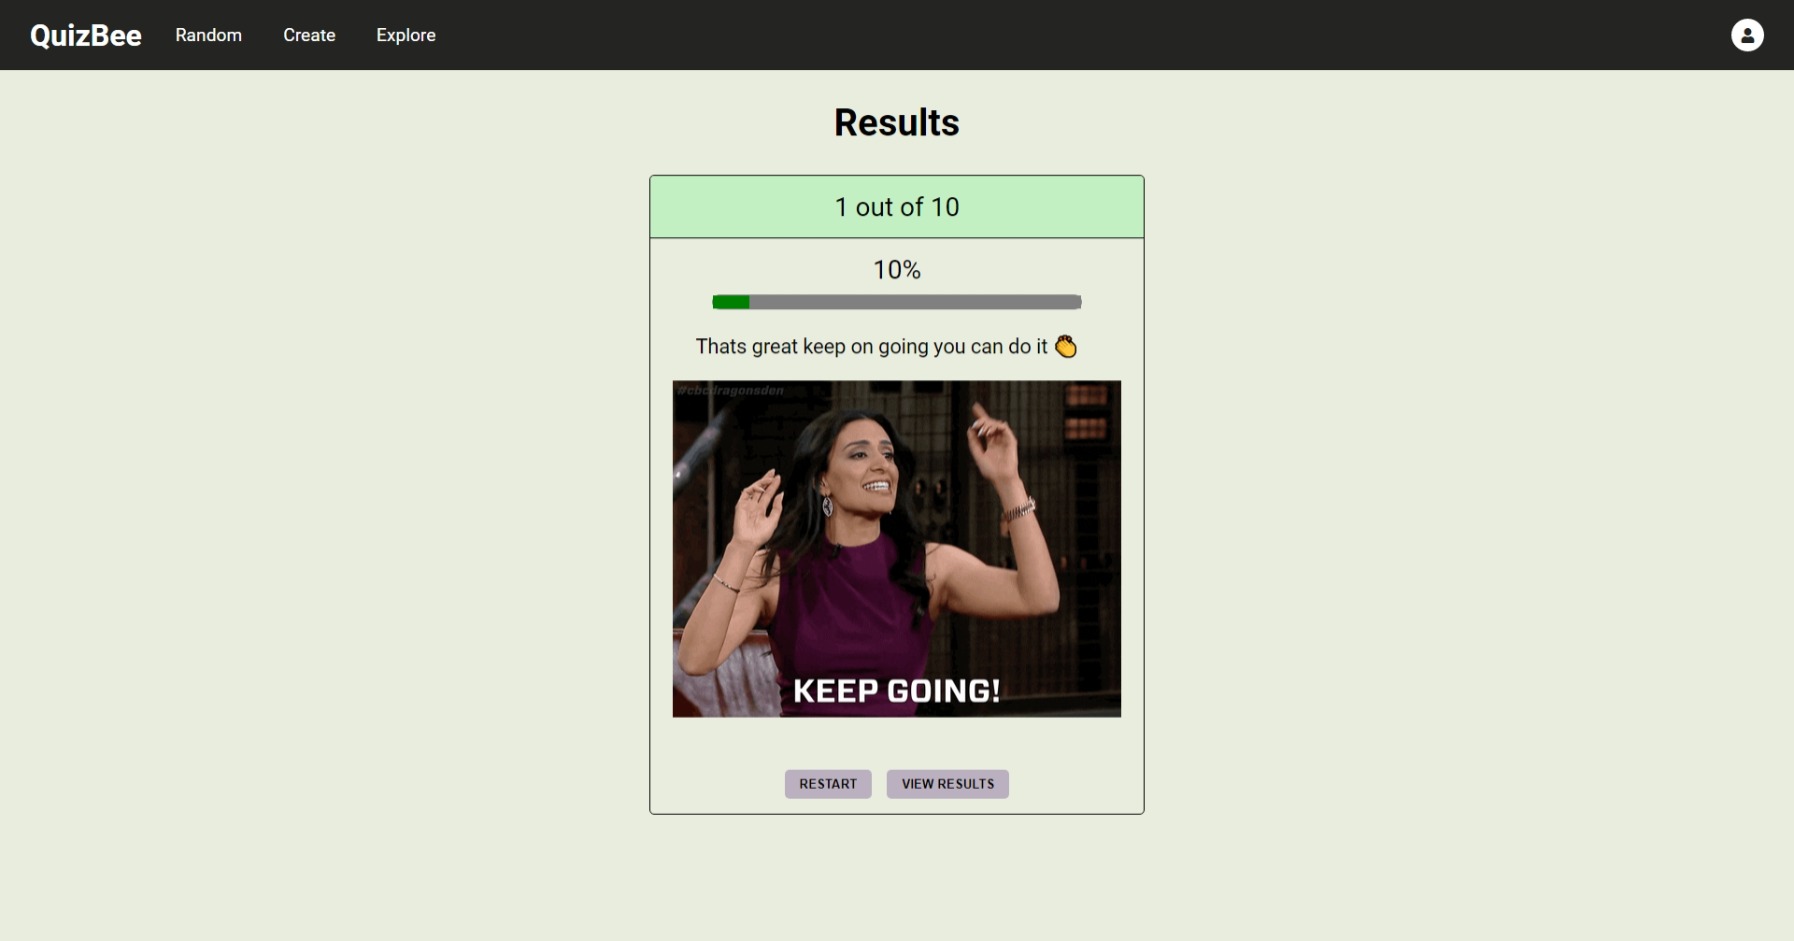 QuizBee Random Create Explore
Results
1 out of 10
10%
Thats great keep on going you can do it 👏
#cbcdragonsden
KEEP GOING!
RESTART VIEW RESULTS